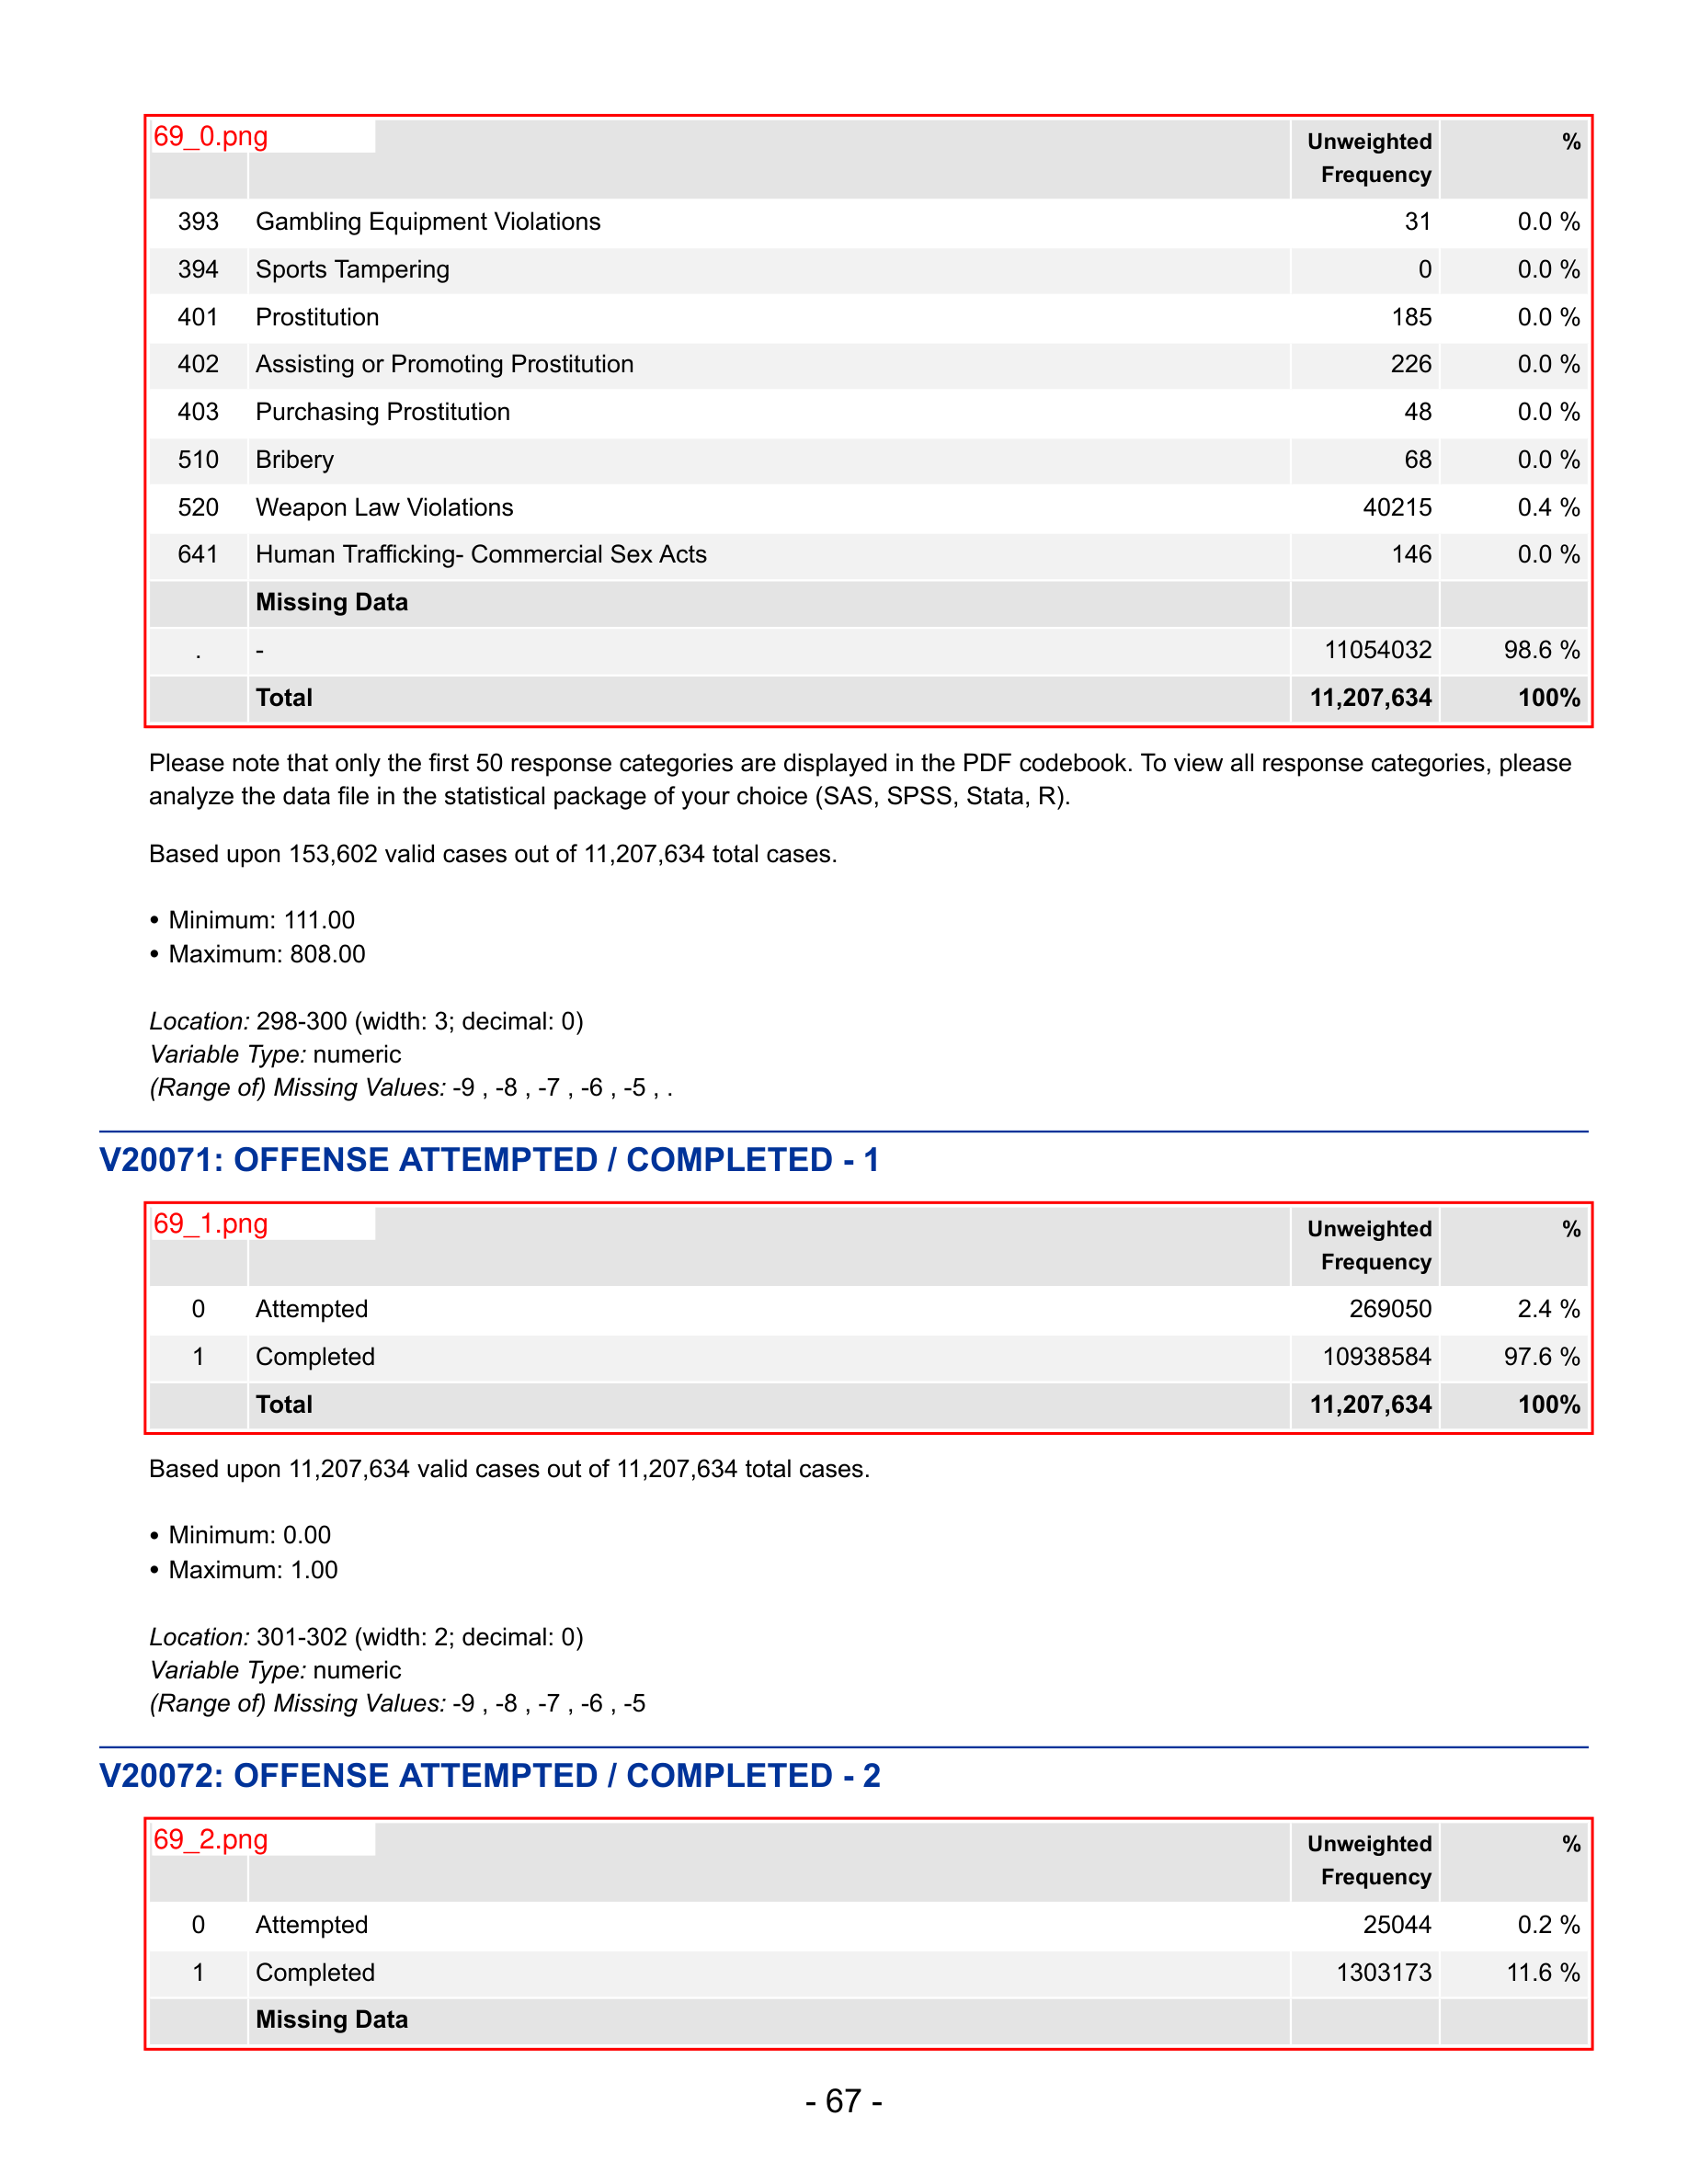 69_0.png
Unweighted Frequency %
393 Gambling Equipment Violations 31 0.0 %
394 Sports Tampering 0 0.0 %
401 Prostitution 185 0.0 %
402 Assisting or Promoting Prostitution 226 0.0 %
403 Purchasing Prostitution 48 0.0 %
510 Bribery 68 0.0 %
520 Weapon Law Violations 40215 0.4 %
641 Human Trafficking- Commercial Sex Acts 146 0.0 %
Missing Data
. - 11054032 98.6 %
Total 11,207,634 100%
Please note that only the first 50 response categories are displayed in the PDF codebook. To view all response categories, please
analyze the data file in the statistical package of your choice (SAS, SPSS, Stata, R).
Based upon 153,602 valid cases out of 11,207,634 total cases.
• Minimum: 111.00
• Maximum: 808.00
Location: 298-300 (width: 3; decimal: 0)
Variable Type: numeric
(Range of) Missing Values: -9 , -8 , -7 , -6 , -5 , .
V20071: OFFENSE ATTEMPTED / COMPLETED - 1
69_1.png
Unweighted Frequency %
0 Attempted 269050 2.4 %
1 Completed 10938584 97.6 %
Total 11,207,634 100%
Based upon 11,207,634 valid cases out of 11,207,634 total cases.
• Minimum: 0.00
• Maximum: 1.00
Location: 301-302 (width: 2; decimal: 0)
Variable Type: numeric
(Range of) Missing Values: -9 , -8 , -7 , -6 , -5
V20072: OFFENSE ATTEMPTED / COMPLETED - 2
69_2.png
Unweighted Frequency %
0 Attempted 25044 0.2 %
1 Completed 1303173 11.6 %
Missing Data
- 67 -